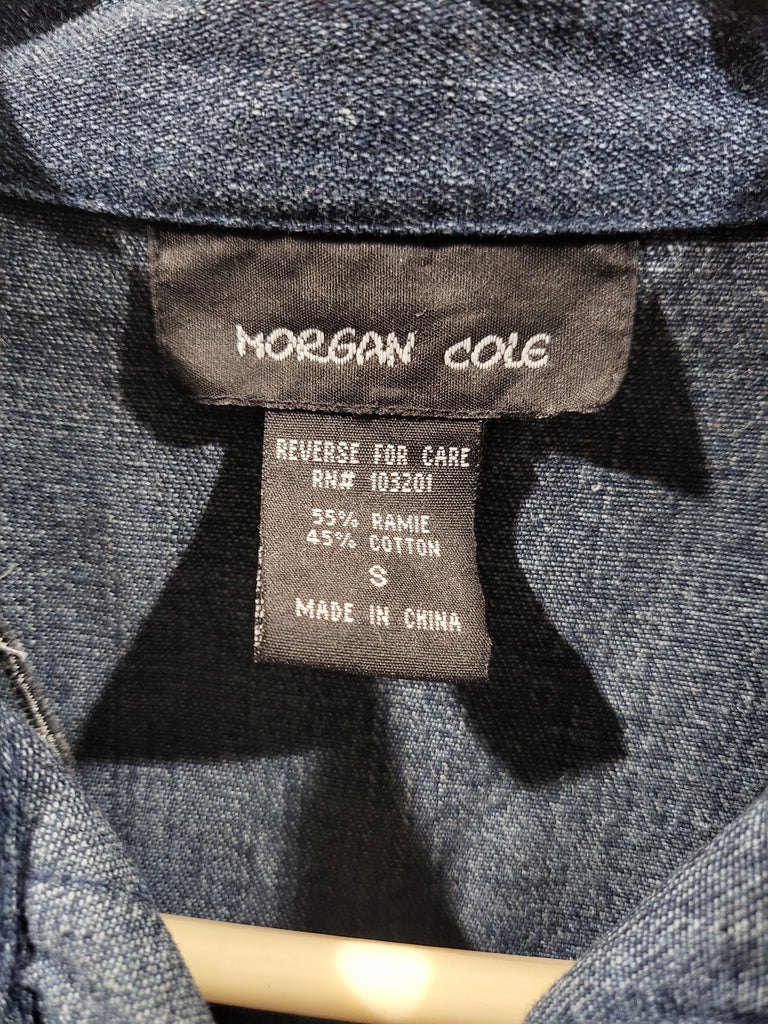 MORGAN COLE
REVERSE FOR CARE
RN# 103201
55% RAMIE
45% COTTON
S
MADE IN CHINA